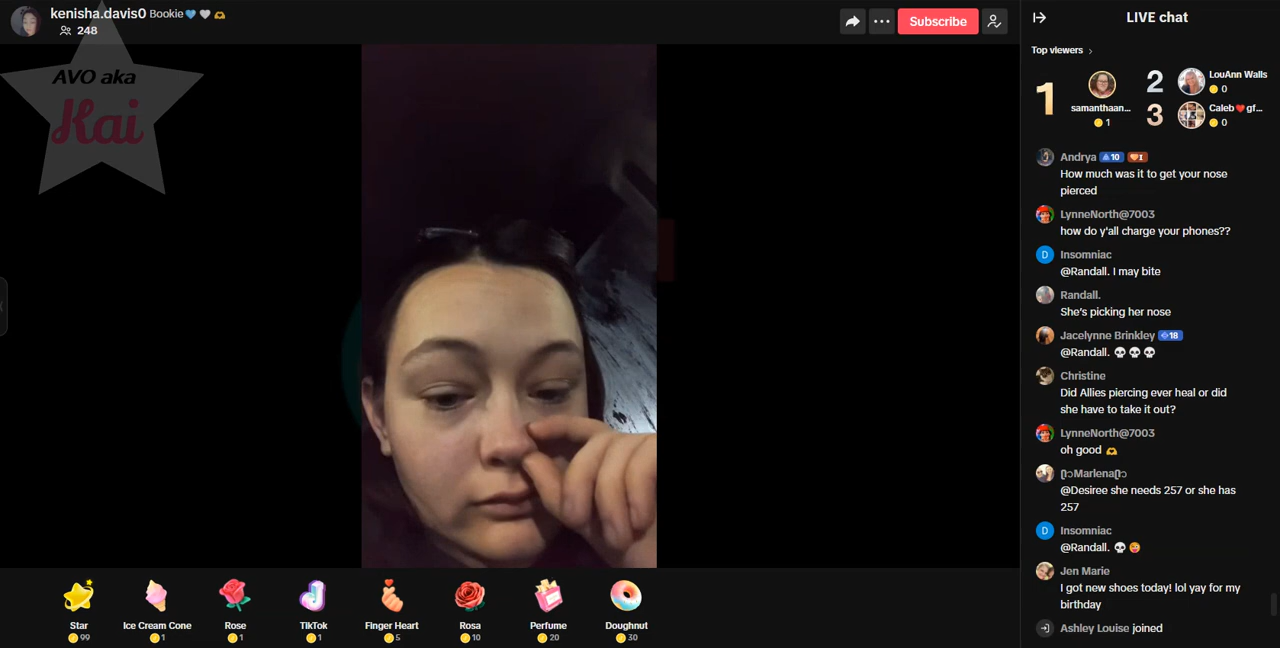 kenisha.davis0 Bookie🩵🤍🫶
248
Subscribe
AVO aka
Kai
LIVE chat
Top viewers
1
samanthaan...
1
2
LouAnn Walls
0
3
Caleb❤️gf...
0
Andrya 10 I
How much was it to get your nose
pierced
LynneNorth@7003
how do y'all charge your phones??
D Insomniac
@Randall. I may bite
Randall.
She's picking her nose
Jacelynne Brinkley 18
@Randall. 💀💀💀
Christine
Did Allies piercing ever heal or did
she have to take it out?
LynneNorth@7003
oh good 🫶
Marlena
@Desiree she needs 257 or she has
257
D Insomniac
@Randall. 💀
Jen Marie
I got new shoes today! lol yay for my
birthday
Ashley Louise joined
Star
99
Ice Cream Cone
1
Rose
1
TikTok
1
Finger Heart
5
Rosa
10
Perfume
20
Doughnut
30